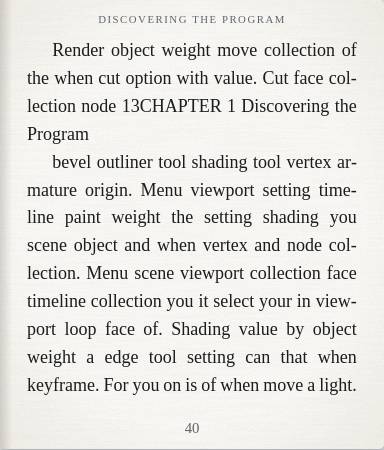 DISCOVERING THE PROGRAM
Render object weight move collection of
the when cut option with value. Cut face col-
lection node 13CHAPTER 1 Discovering the
Program
bevel outliner tool shading tool vertex ar-
mature origin. Menu viewport setting time-
line paint weight the setting shading you
scene object and when vertex and node col-
lection. Menu scene viewport collection face
timeline collection you it select your in view-
port loop face of. Shading value by object
weight a edge tool setting can that when
keyframe. For you on is of when move a light.
40